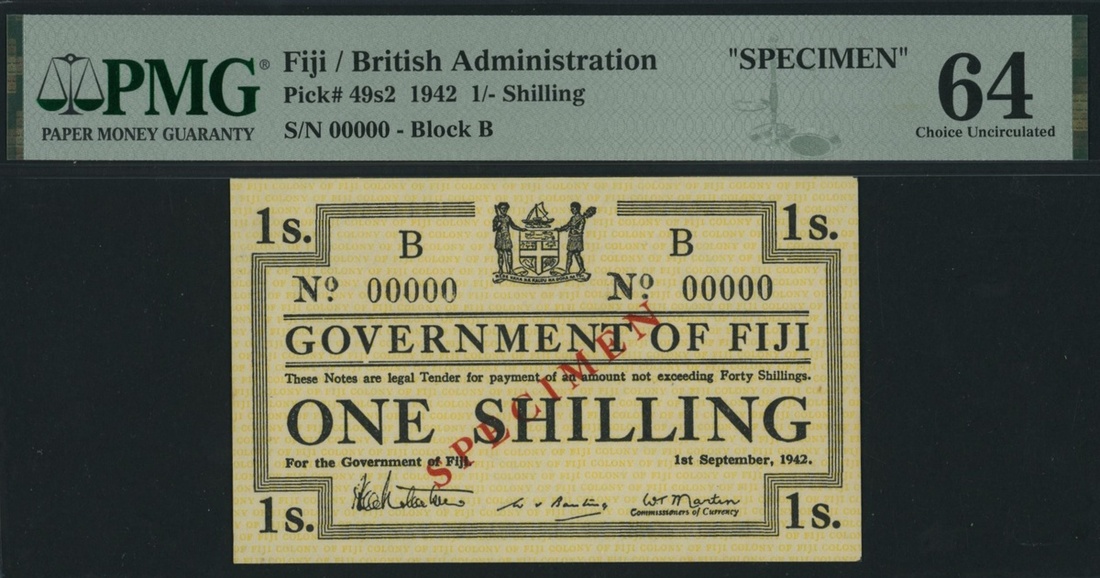 PMG®
PAPER MONEY GUARANTY
Fiji / British Administration
Pick# 49s2 1942 1/- Shilling
S/N 00000 - Block B
"SPECIMEN"
64
Choice Uncirculated
1s. 1s.
B B
Nº 00000 Nº 00000
GOVERNMENT OF FIJI
These Notes are legal Tender for payment of an amount not exceeding Forty Shillings.
ONE SHILLING
SPECIMEN
For the Government of Fiji. 1st September, 1942.
Commissioners of Currency
1s. 1s.